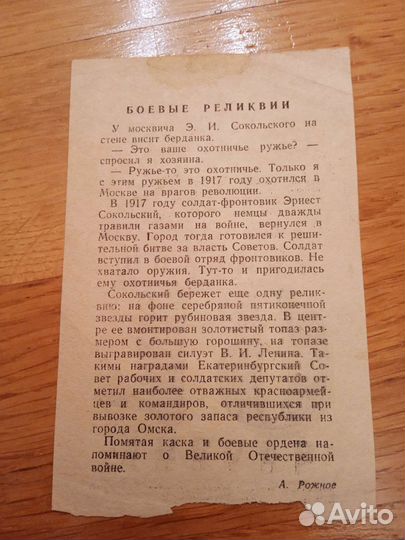 БОЕВЫЕ РЕЛИКВИИ
У москвича Э. И. Сокольского на
стене висит берданка.
— Это ваше охотничье ружье? —
спросил я хозяина.
— Ружье-то это охотничье. Только я
с этим ружьем в 1917 году охотился в
Москве на врагов революции.
В 1917 году солдат-фронтовик Эрнест
Сокольский, которого немцы дважды
травили газами на войне, вернулся в
Москву. Город тогда готовился к реши-
тельной битве за власть Советов. Солдат
вступил в боевой отряд фронтовиков. Не
хватало оружия. Тут-то и пригодилась
ему охотничья берданка.
Сокольский бережет еще одну релик-
вию: на фоне серебряной пятиконечной
звезды горит рубиновая звезда. В цент-
ре ее вмонтирован золотистый топаз раз-
мером с большую горошину, на топазе
выгравирован силуэт В. И. Ленина. Та-
кими наградами Екатеринбургский Со-
вет рабочих и солдатских депутатов от-
метил наиболее отважных красноармей-
цев и командиров, отличившихся при
вывозке золотого запаса республики из
города Омска.
Помятая каска и боевые ордена на-
поминают о Великой Отечественной
войне.
А. Рожнов
Avito